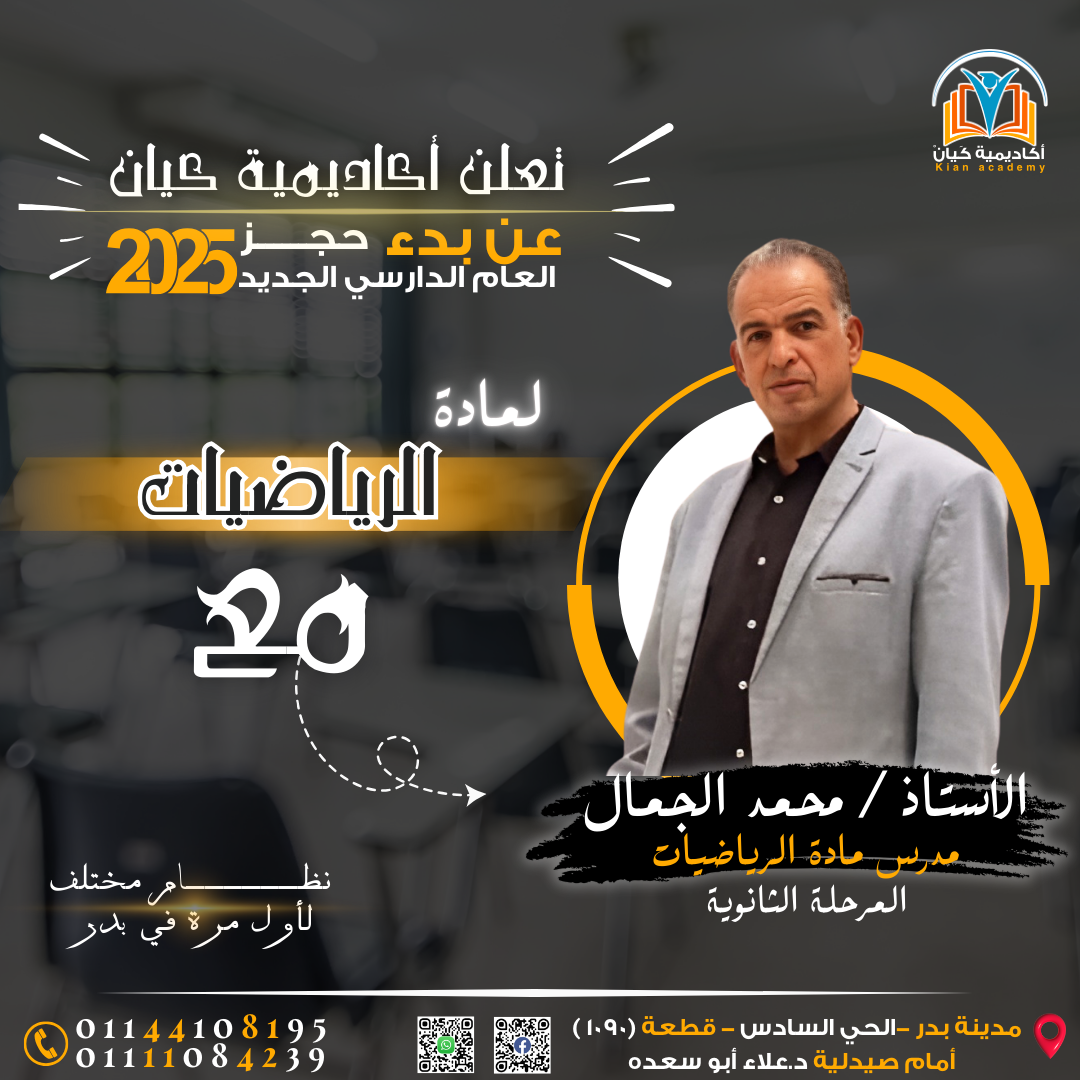 أكاديمية كيان
Kian academy
تعلن أكاديمية كيان
عن بدء حجـــــز
العام الدارسي الجديد 2025
لمادة
الرياضيات
مع
الأستاذ / محمد الجمال
مدرس مادة الرياضيات
المرحلة الثانوية
نظـــــــــام مختلف
لأول مرة في بدر
01144108195
01111084239
مدينة بدر – الحي السادس – قطعة (١٠٩٠)
أمام صيدلية د.علاء أبو سعده